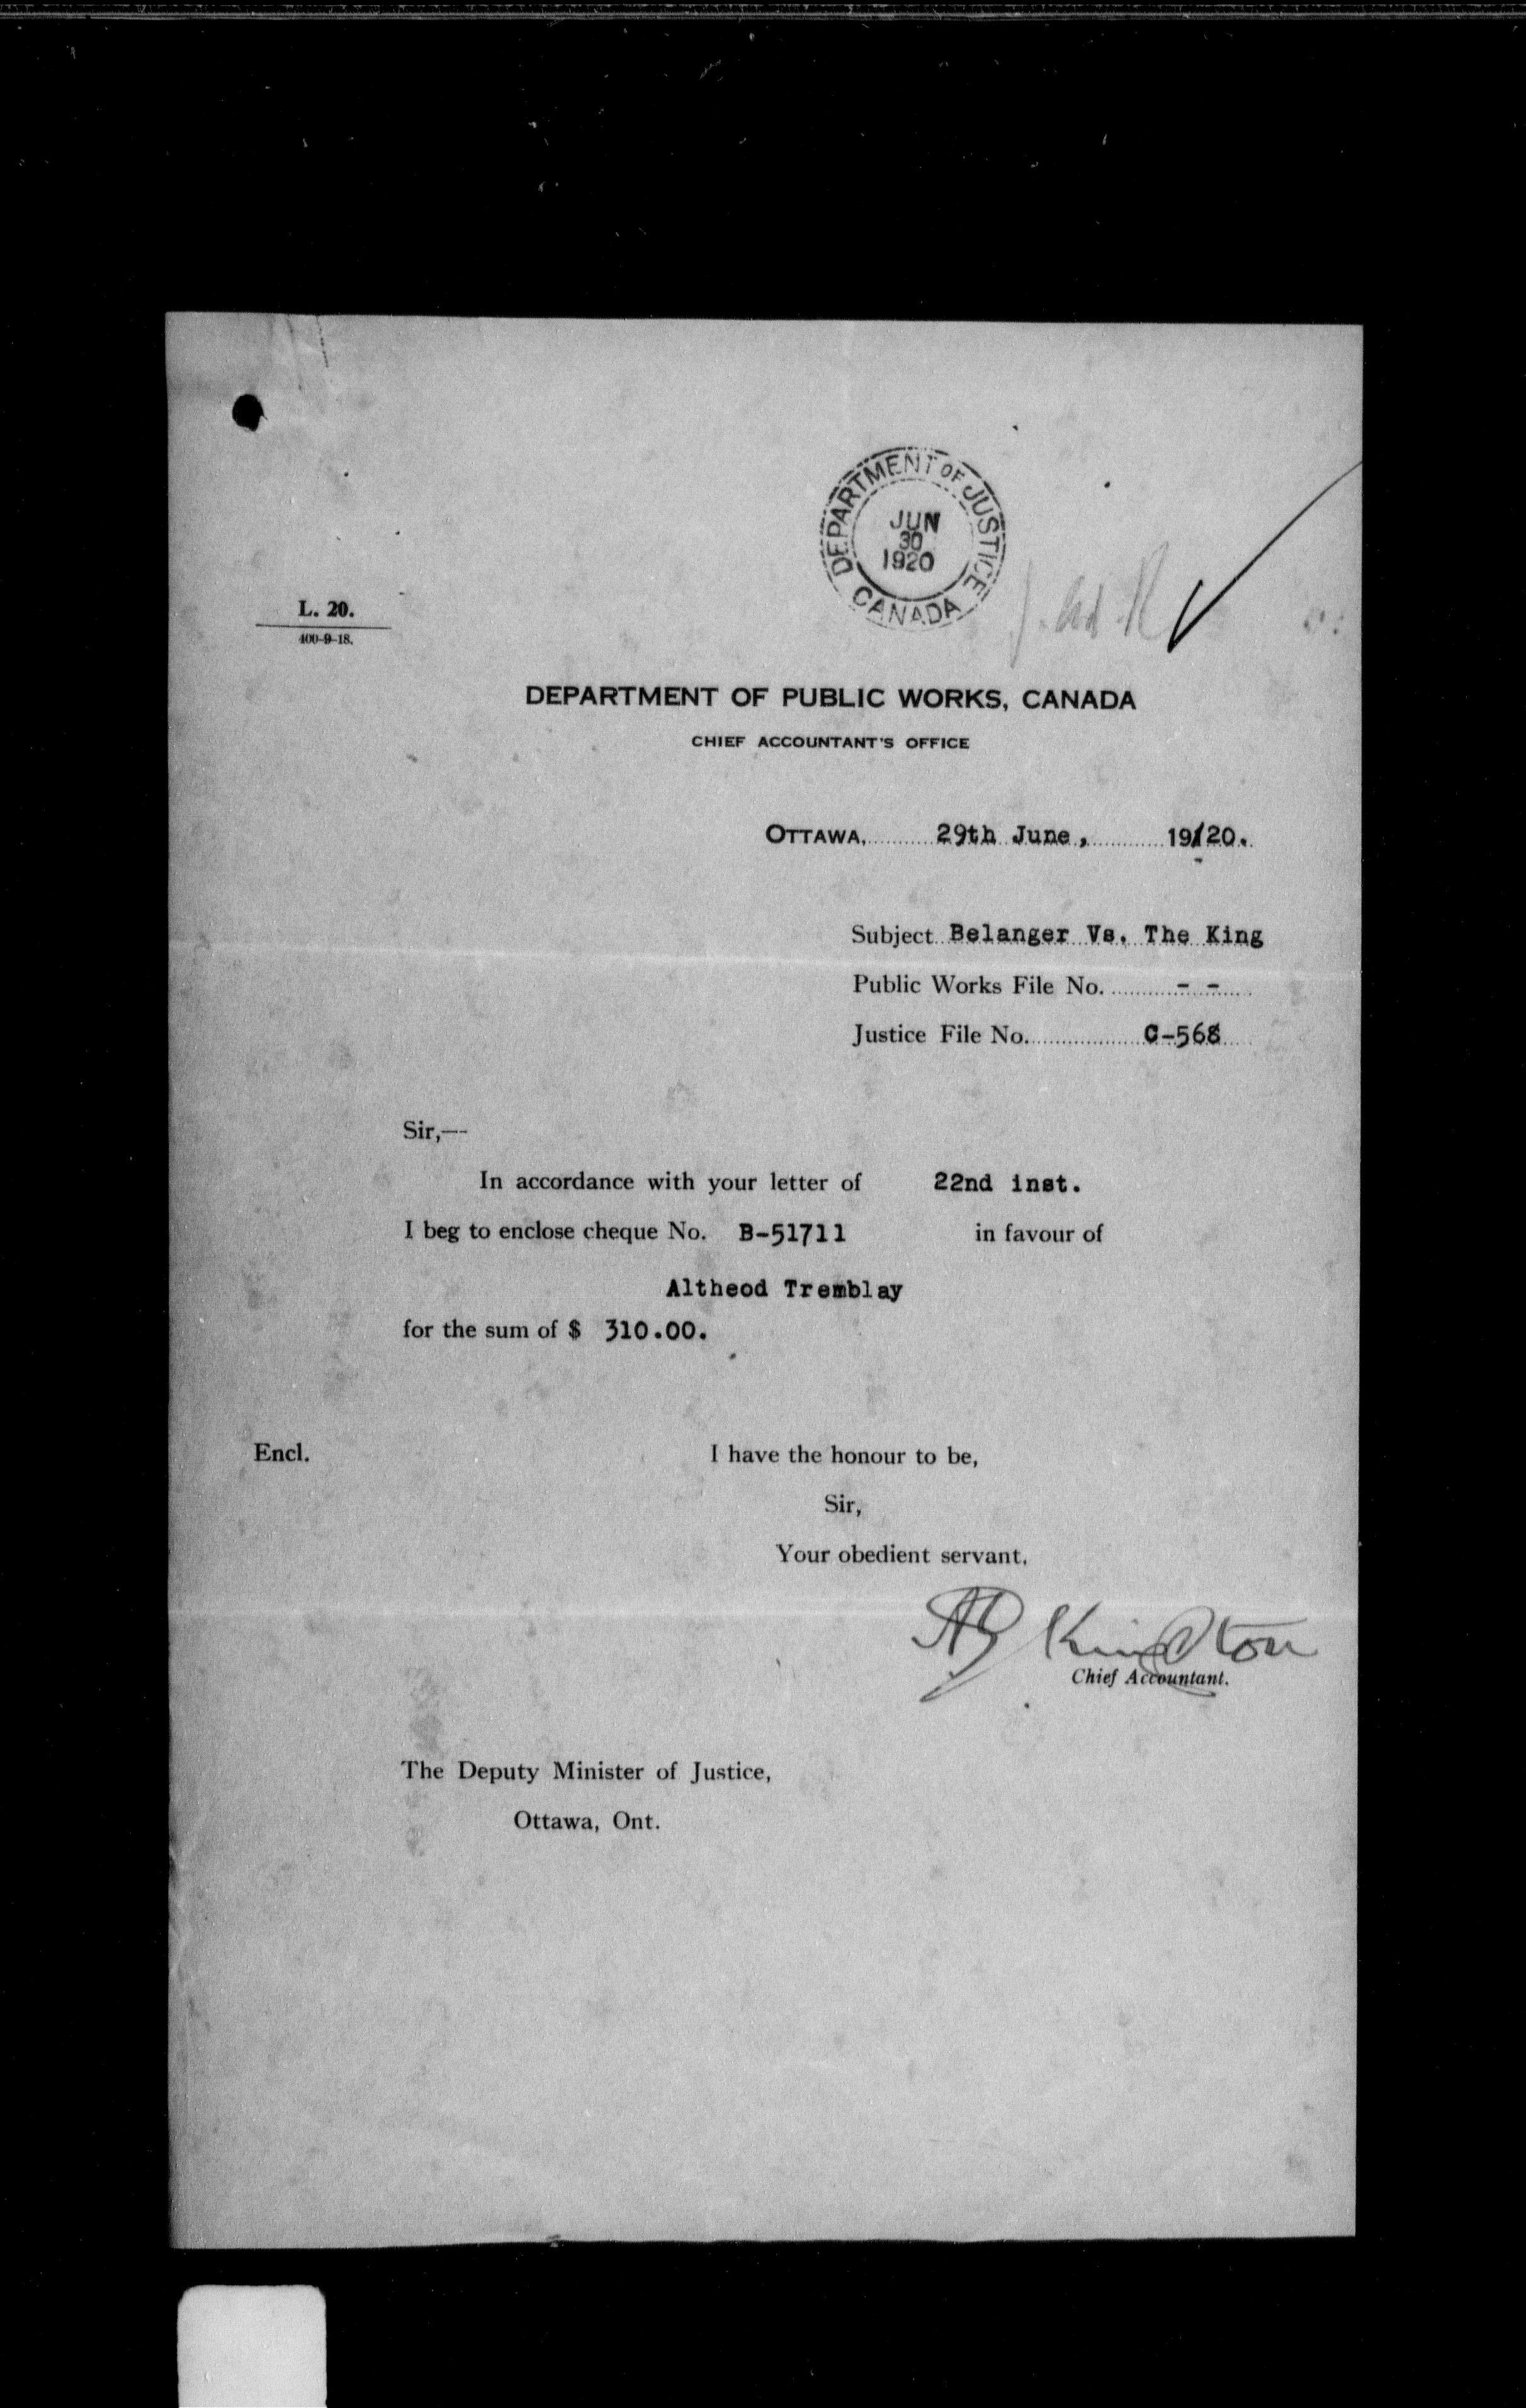 DEPARTMENT OF JUSTICE
JUN
30
1920
CANADA
L. 20.
400-9-18.
DEPARTMENT OF PUBLIC WORKS, CANADA
CHIEF ACCOUNTANT'S OFFICE
OTTAWA, 29th June, 19120.
Subject Belanger Vs. The King
Public Works File No. - -
Justice File No. C-568
Sir,—
In accordance with your letter of 22nd inst.
I beg to enclose cheque No. B-51711 in favour of
Altheod Tremblay
for the sum of $ 310.00.
Encl. I have the honour to be,
Sir,
Your obedient servant,
Chief Accountant.
The Deputy Minister of Justice,
Ottawa, Ont.